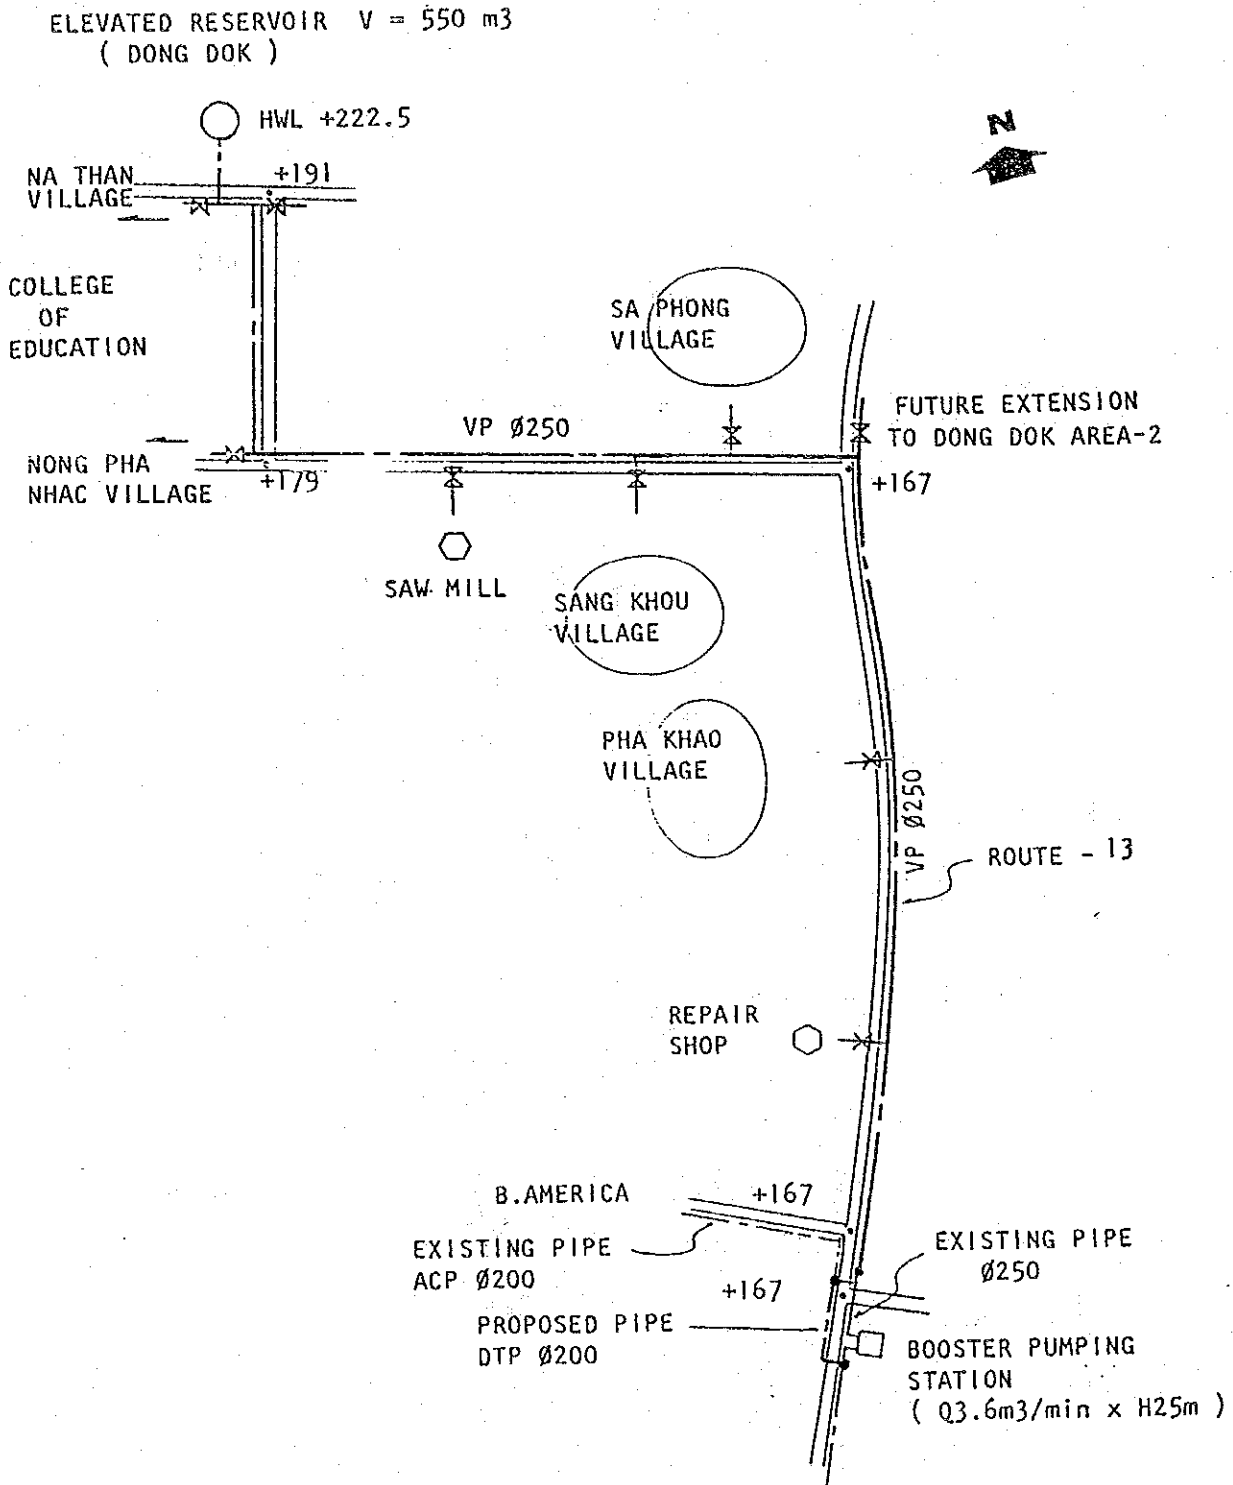 ELEVATED RESERVOIR V = 550 m3
( DONG DOK )
HWL +222.5
N
NA THAN
VILLAGE
+191
COLLEGE
OF
EDUCATION
SA PHONG
VILLAGE
VP Ø250
FUTURE EXTENSION
TO DONG DOK AREA-2
NONG PHA
NHAC VILLAGE
+179
+167
SAW MILL
SANG KHOU
VILLAGE
PHA KHAO
VILLAGE
VP Ø250
ROUTE - 13
REPAIR
SHOP
B.AMERICA
+167
EXISTING PIPE
ACP Ø200
EXISTING PIPE
Ø250
+167
PROPOSED PIPE
DTP Ø200
BOOSTER PUMPING
STATION
( Q3.6m3/min x H25m )